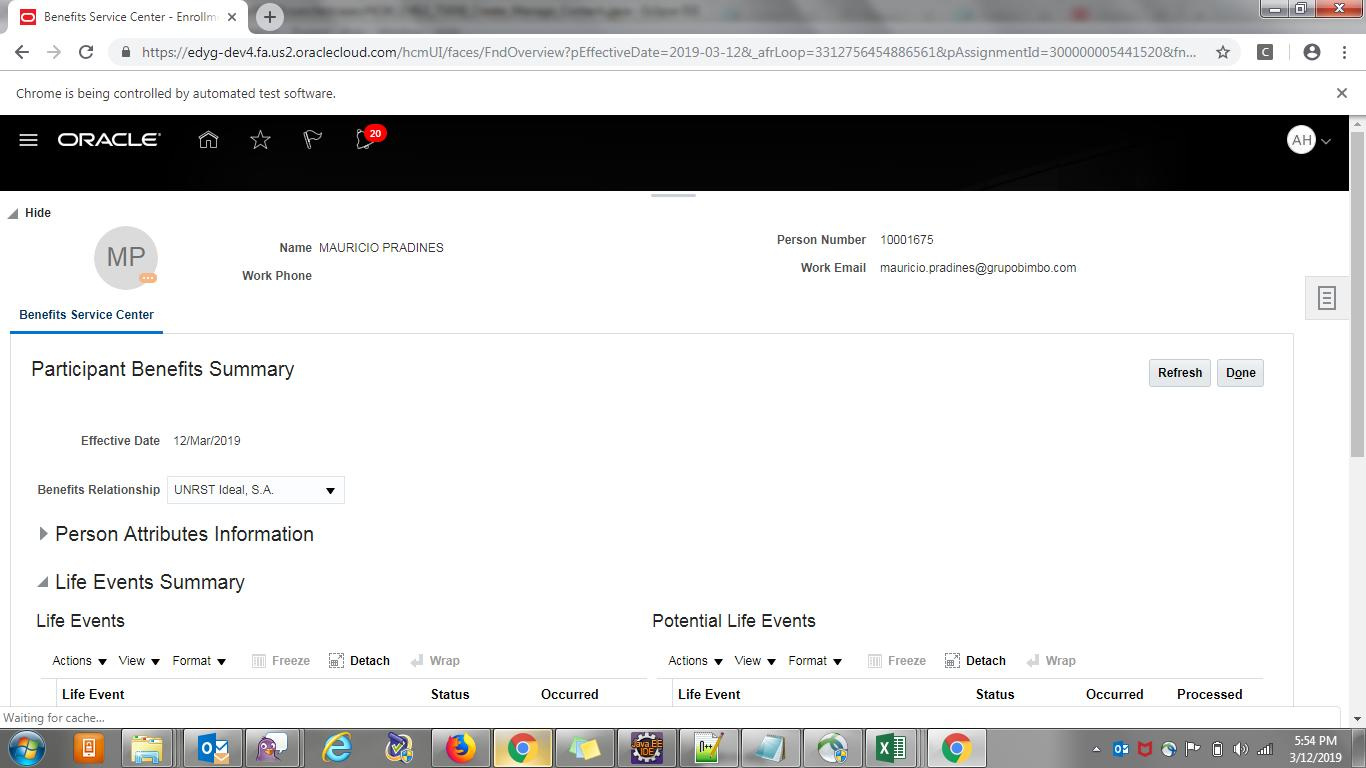 Benefits Service Center - Enrollm
https://edyg-dev4.fa.us2.oraclecloud.com/hcmUI/faces/FndOverview?pEffectiveDate=2019-03-12&_afrLoop=3312756454886561&pAssignmentId=300000005441520&fn...
C
Chrome is being controlled by automated test software.
ORACLE
20
AH
Hide
MP
Name MAURICIO PRADINES
Person Number 10001675
Work Phone
Work Email mauricio.pradines@grupobimbo.com
Benefits Service Center
Participant Benefits Summary
Refresh Done
Effective Date 12/Mar/2019
Benefits Relationship UNRST Ideal, S.A.
Person Attributes Information
Life Events Summary
Life Events Potential Life Events
Actions View Format Freeze Detach Wrap Actions View Format Freeze Detach Wrap
Life Event Status Occurred Life Event Status Occurred Processed
Waiting for cache...
Java EE
IDE
5:54 PM
3/12/2019